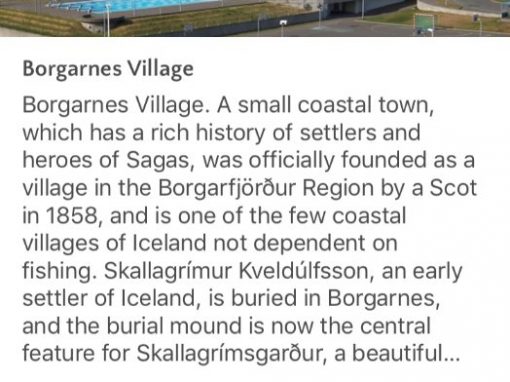 Borgarnes Village
Borgarnes Village. A small coastal town,
which has a rich history of settlers and
heroes of Sagas, was officially founded as a
village in the Borgarfjörður Region by a Scot
in 1858, and is one of the few coastal
villages of Iceland not dependent on
fishing. Skallagrímur Kveldúlfsson, an early
settler of Iceland, is buried in Borgarnes,
and the burial mound is now the central
feature for Skallagrímsgarður, a beautiful...